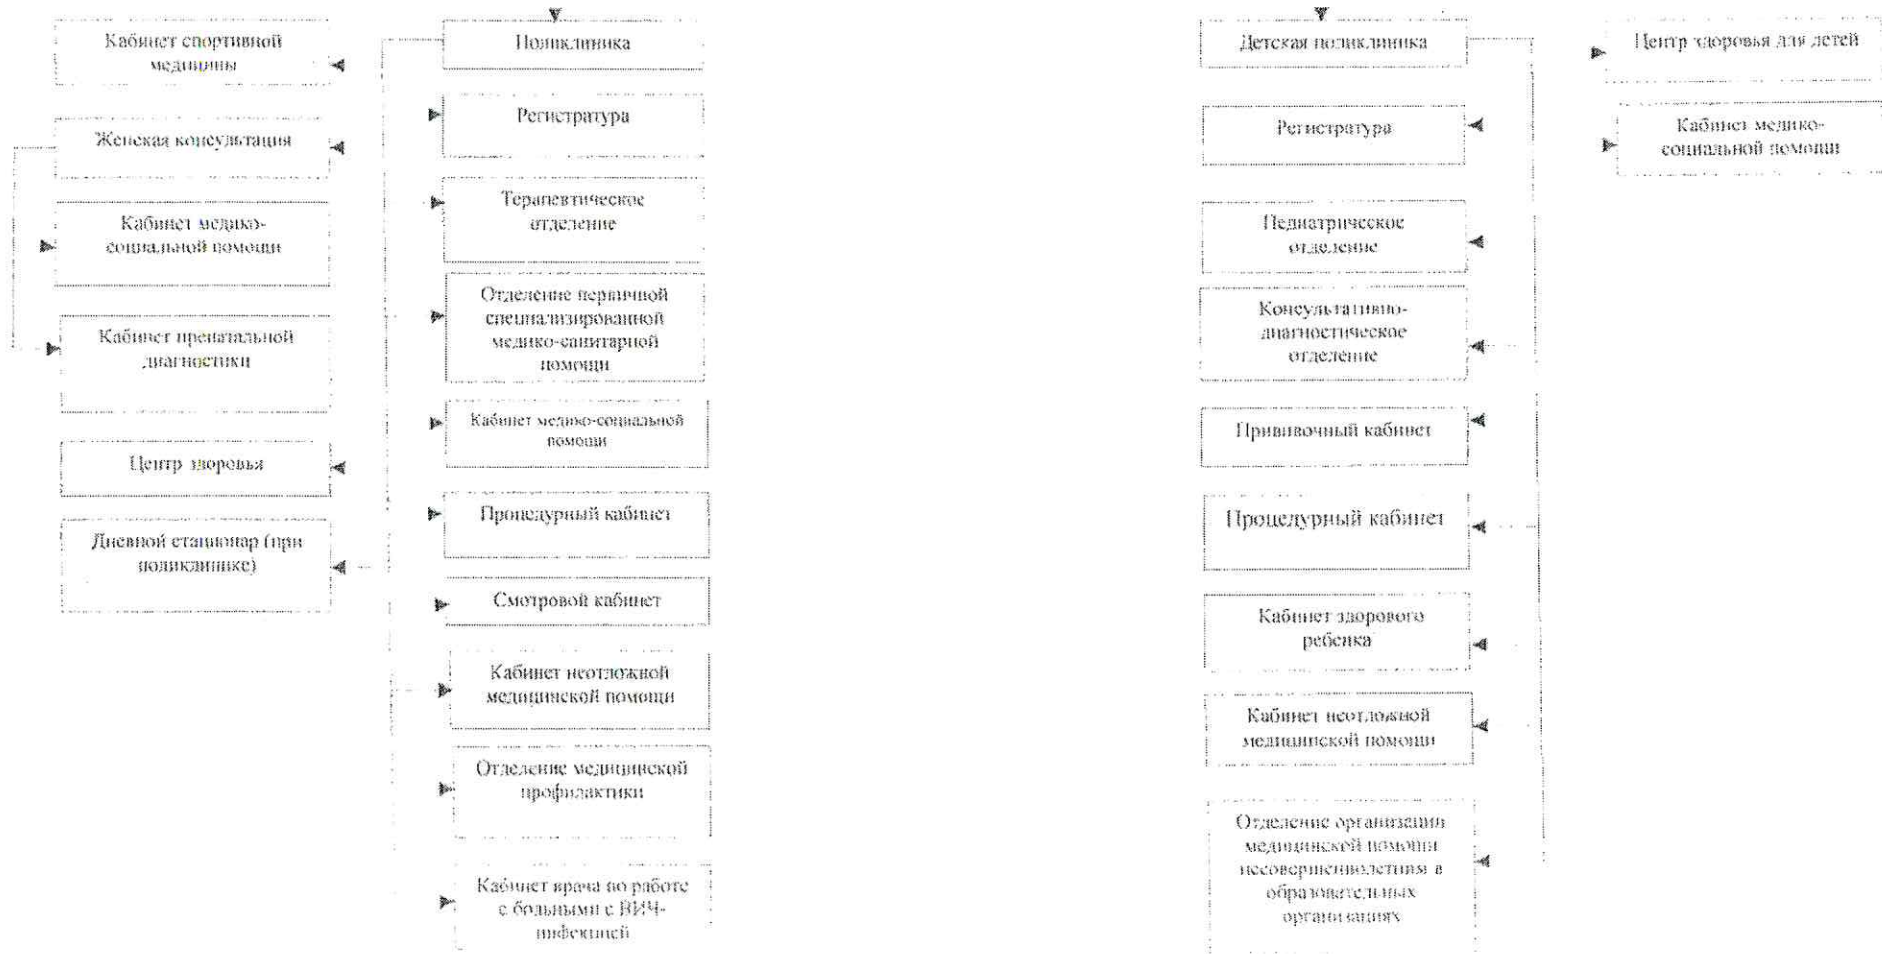 Кабинет спортивной
медицины
Женская консультация
Кабинет медико-
социальной помощи
Кабинет пренатальной
диагностики
Центр здоровья
Дневной стационар (при
поликлинике)
Поликлиника
Регистратура
Терапевтическое
отделение
Отделение первичной
специализированной
медико-санитарной
помощи
Кабинет медико-социальной
помощи
Процедурный кабинет
Смотровой кабинет
Кабинет неотложной
медицинской помощи
Отделение медицинской
профилактики
Кабинет врача по работе
с больными с ВИЧ-
инфекцией
Детская поликлиника
Регистратура
Педиатрическое
отделение
Консультативно-
диагностическое
отделение
Прививочный кабинет
Процедурный кабинет
Кабинет здорового
ребенка
Кабинет неотложной
медицинской помощи
Отделение организации
медицинской помощи
несовершеннолетним в
образовательных
организациях
Центр здоровья для детей
Кабинет медико-
социальной помощи